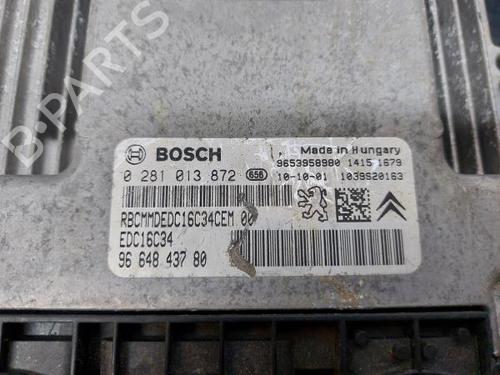 BOSCH
Made in Hungary
9653958980 1415 1679
0 281 013 872 656 10-10-01 1039S20163
RBCMMDEDC16C34CEM 00
EDC16C34
96 648 437 80
B-PARTS